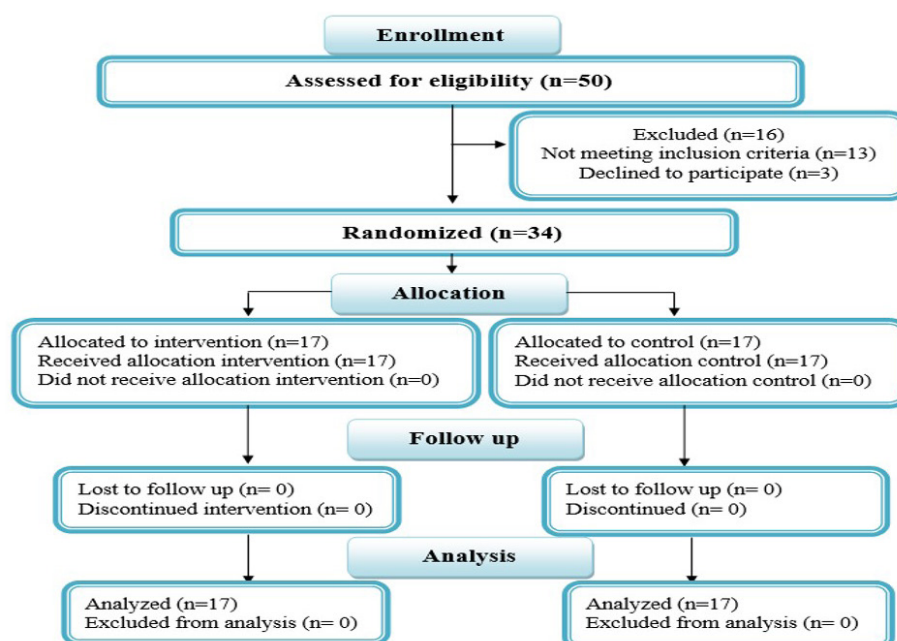 Enrollment
Assessed for eligibility (n=50)
Excluded (n=16)
Not meeting inclusion criteria (n=13)
Declined to participate (n=3)
Randomized (n=34)
Allocation
Allocated to intervention (n=17)
Received allocation intervention (n=17)
Did not receive allocation intervention (n=0)
Allocated to control (n=17)
Received allocation control (n=17)
Did not receive allocation control (n=0)
Follow up
Lost to follow up (n= 0)
Discontinued intervention (n= 0)
Lost to follow up (n= 0)
Discontinued (n= 0)
Analysis
Analyzed (n=17)
Excluded from analysis (n= 0)
Analyzed (n=17)
Excluded from analysis (n= 0)